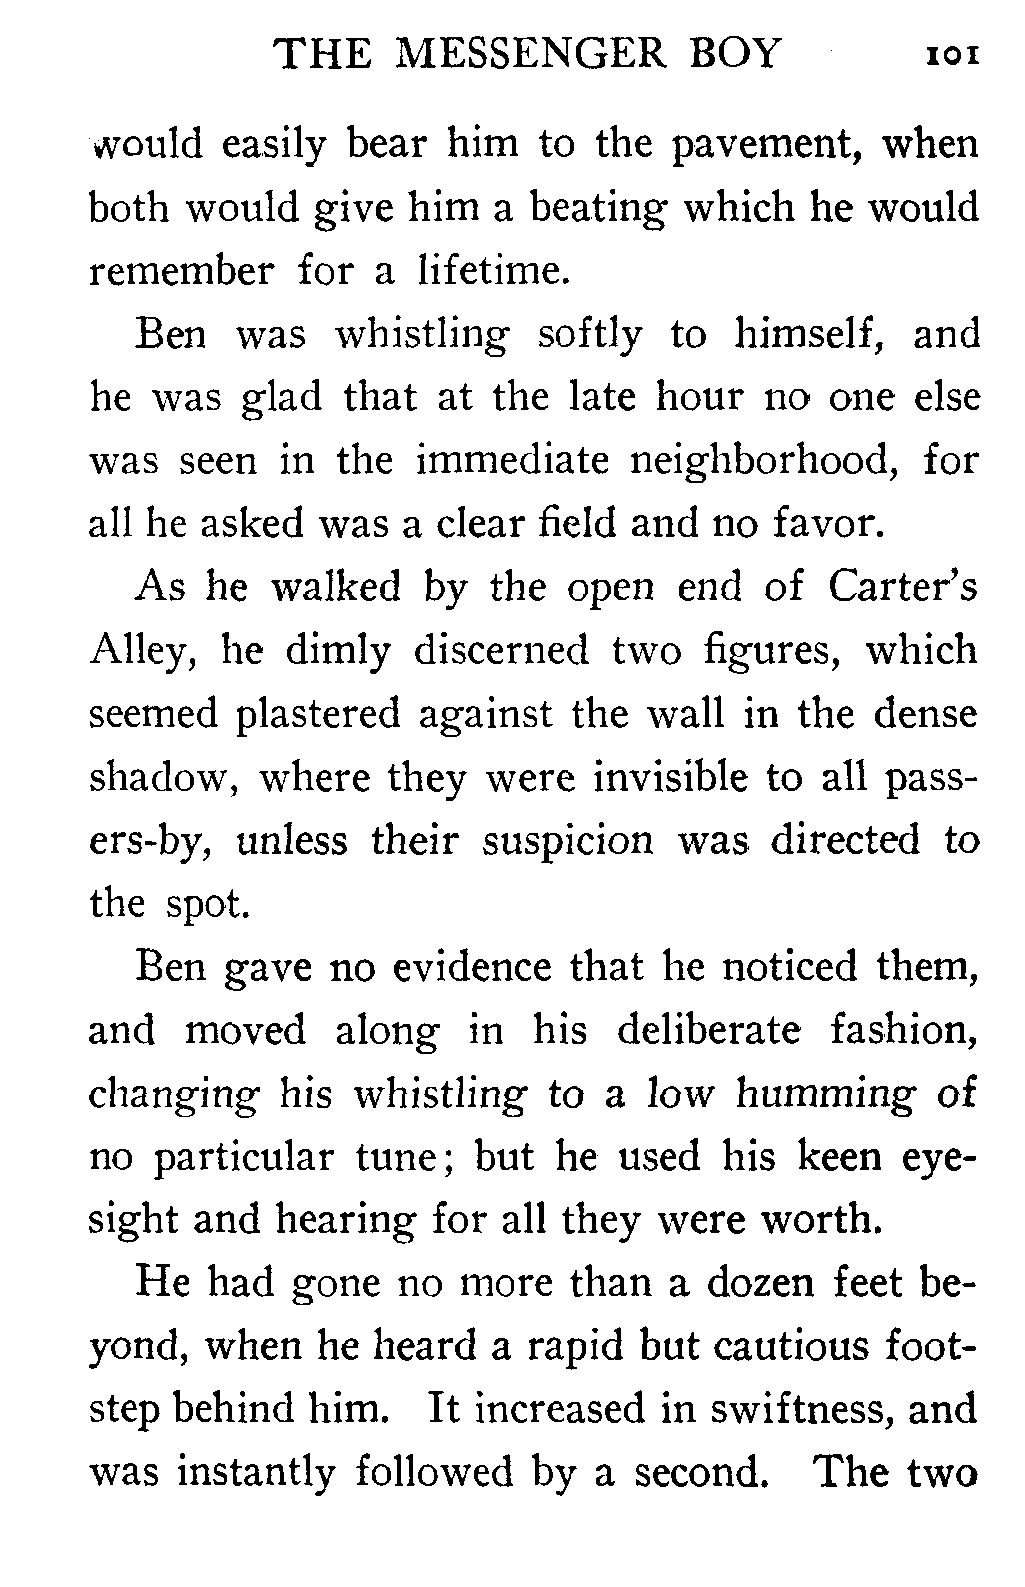 THE MESSENGER BOY 101
would easily bear him to the pavement, when
both would give him a beating which he would
remember for a lifetime.
Ben was whistling softly to himself, and
he was glad that at the late hour no one else
was seen in the immediate neighborhood, for
all he asked was a clear field and no favor.
As he walked by the open end of Carter's
Alley, he dimly discerned two figures, which
seemed plastered against the wall in the dense
shadow, where they were invisible to all pass-
ers-by, unless their suspicion was directed to
the spot.
Ben gave no evidence that he noticed them,
and moved along in his deliberate fashion,
changing his whistling to a low humming of
no particular tune; but he used his keen eye-
sight and hearing for all they were worth.
He had gone no more than a dozen feet be-
yond, when he heard a rapid but cautious foot-
step behind him. It increased in swiftness, and
was instantly followed by a second. The two